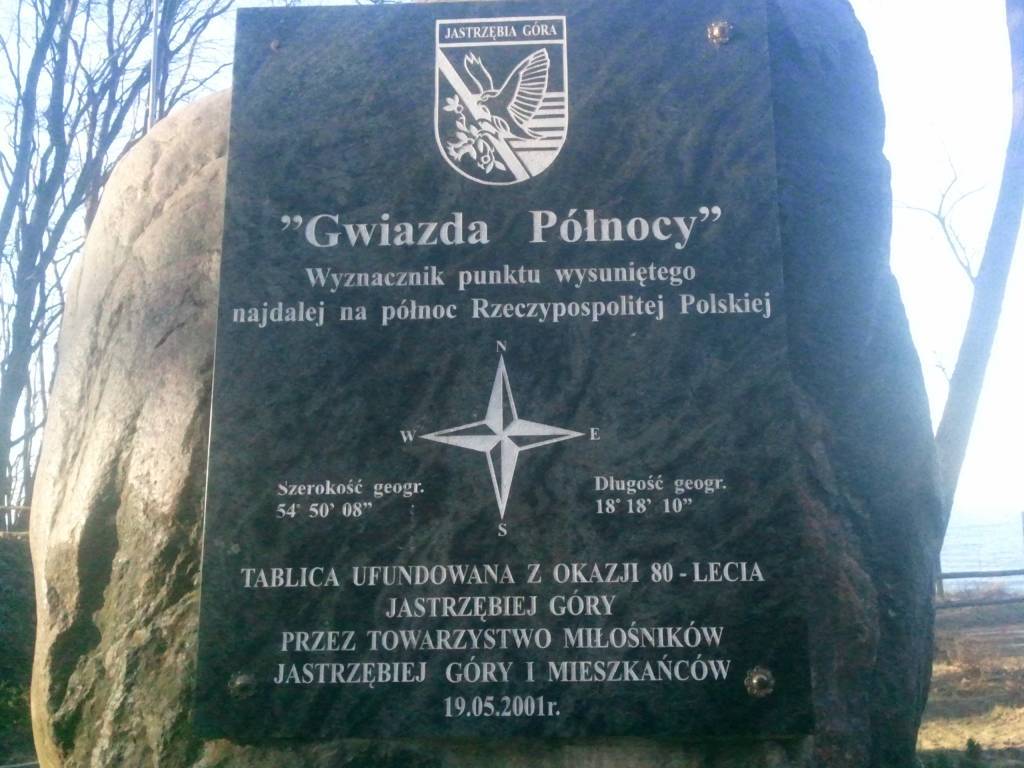 JASTRZĘBIA GÓRA
”Gwiazda Północy”
Wyznacznik punktu wysuniętego
najdalej na północ Rzeczypospolitej Polskiej
N
W E
S
Szerokość geogr.
54° 50’ 08”
Długość geogr.
18° 18’ 10”
TABLICA UFUNDOWANA Z OKAZJI 80 - LECIA
JASTRZĘBIEJ GÓRY
PRZEZ TOWARZYSTWO MIŁOŚNIKÓW
JASTRZĘBIEJ GÓRY I MIESZKAŃCÓW
19.05.2001r.